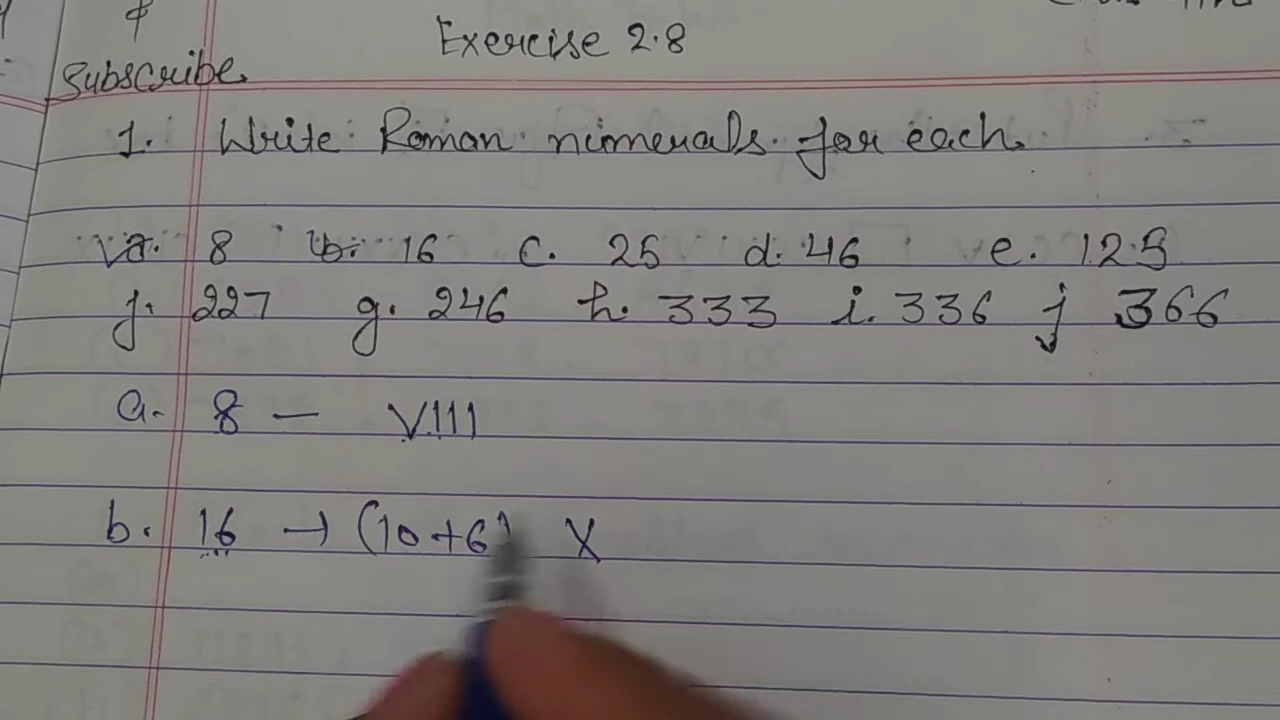 Exercise 2.8
Subscribe
1. Write Roman numerals for each.
a. 8 b. 16 c. 25 d. 46 e. 125
f. 227 g. 246 h. 333 i. 336 j 366
a. 8 — VIII
b. 16 → (10+6) X